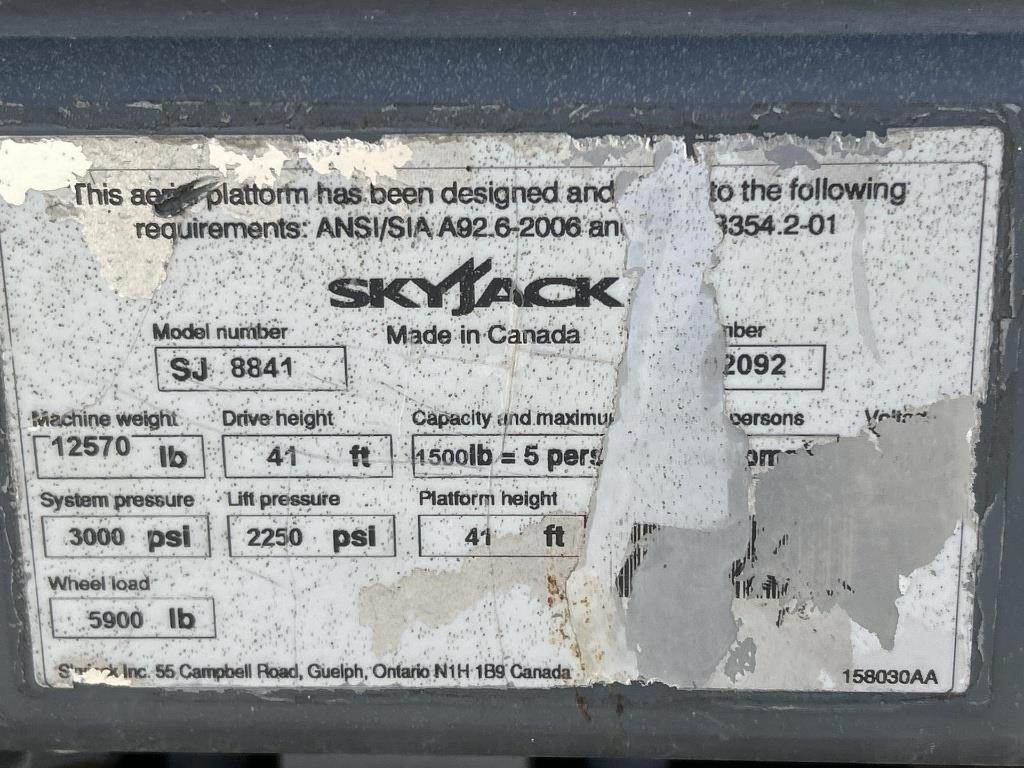 This aerial platform has been designed and to the following
requirements: ANSI/SIA A92.6-2006 an 3354.2-01
SKYJACK
Model number Made in Canada mber
SJ 8841 2092
Machine weight Drive height Capacity and maximu persons
12570 lb 41 ft 1500lb = 5 pers
System pressure Lift pressure Platform height
3000 psi 2250 psi 41 ft
Wheel load
5900 lb
Skyjack Inc. 55 Campbell Road, Guelph, Ontario N1H 1B9 Canada 158030AA